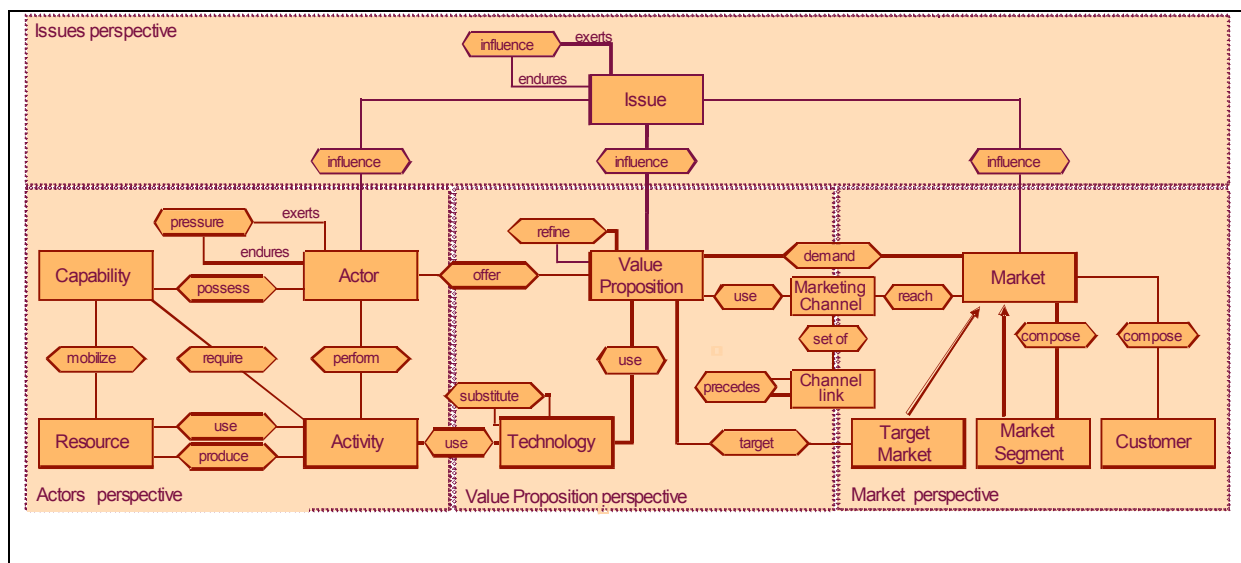 Issues perspective
influence
exerts
endures
Issue
influence
influence
influence
pressure
exerts
endures
refine
Capability
possess
Actor
offer
Value
Proposition
demand
use
Marketing
Channel
reach
Market
mobilize
require
perform
use
set of
compose
compose
substitute
precedes
Channel
link
Resource
use
produce
Activity
use
Technology
target
Target
Market
Market
Segment
Customer
Actors perspective
Value Proposition perspective
Market perspective